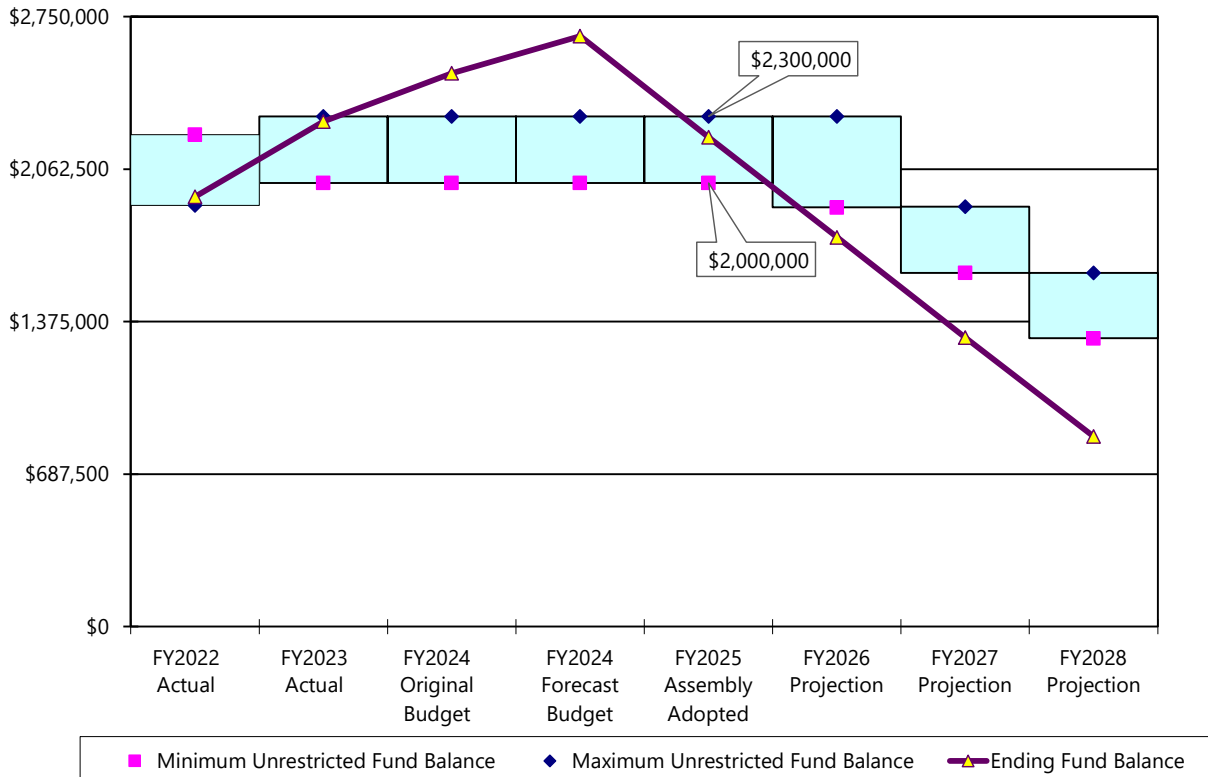 $2,750,000
$2,300,000
$2,062,500
$2,000,000
$1,375,000
$687,500
$0
FY2022
Actual
FY2023
Actual
FY2024
Original
Budget
FY2024
Forecast
Budget
FY2025
Assembly
Adopted
FY2026
Projection
FY2027
Projection
FY2028
Projection
Minimum Unrestricted Fund Balance
Maximum Unrestricted Fund Balance
Ending Fund Balance